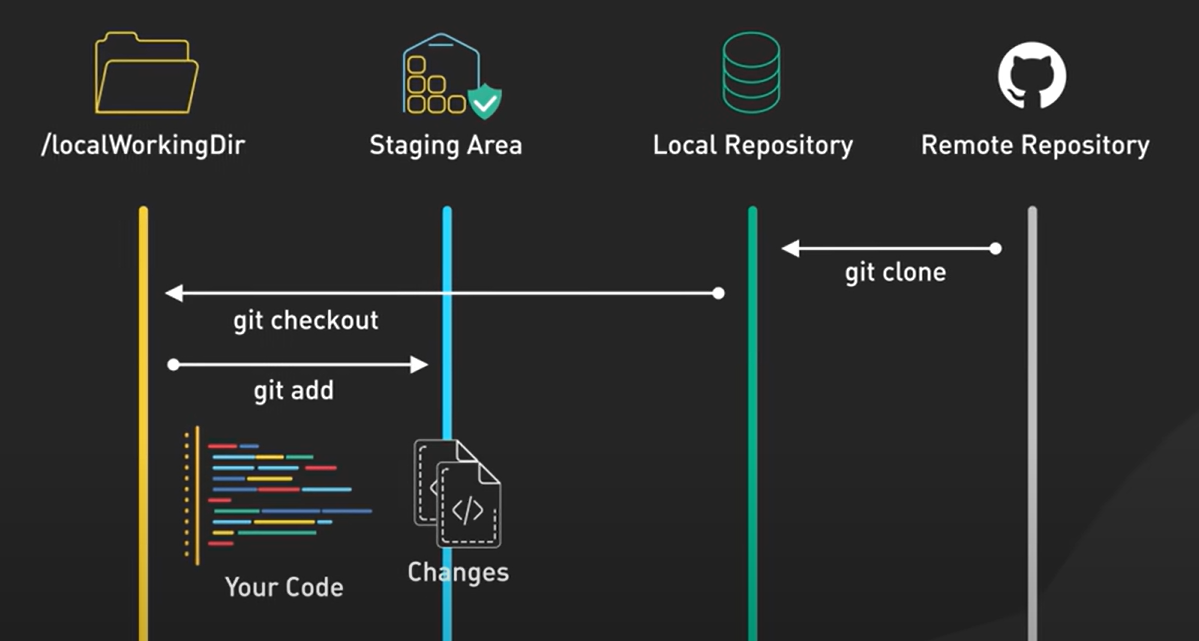 /localWorkingDir
Staging Area
Local Repository
Remote Repository
git clone
git checkout
git add
</>
Your Code
Changes